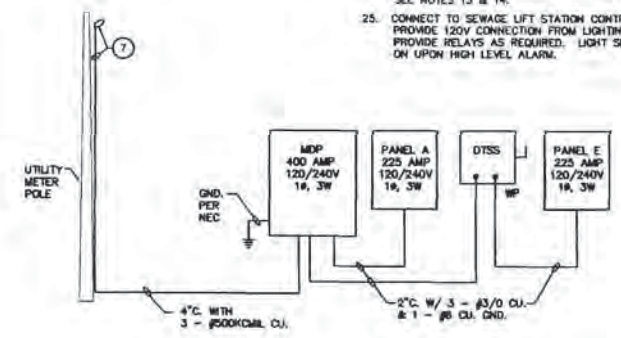 SEE NOTES 13 & 14.
25. CONNECT TO SEWAGE LIFT STATION CONTR
PROVIDE 120V CONNECTION FROM LIGHTIN
PROVIDE RELAYS AS REQUIRED. LIGHT S
ON UPON HIGH LEVEL ALARM.
7
UTILITY
METER
POLE
GND.
PER
NEC
MDP
400 AMP
120/240V
1ø, 3W
PANEL A
225 AMP
120/240V
1ø, 3W
DTSS
WP
PANEL E
225 AMP
120/240V
1ø, 3W
4"C. WITH
3 - #500KCMIL CU.
2"C. W/ 3 - #3/0 CU.
& 1 - #6 CU. GND.